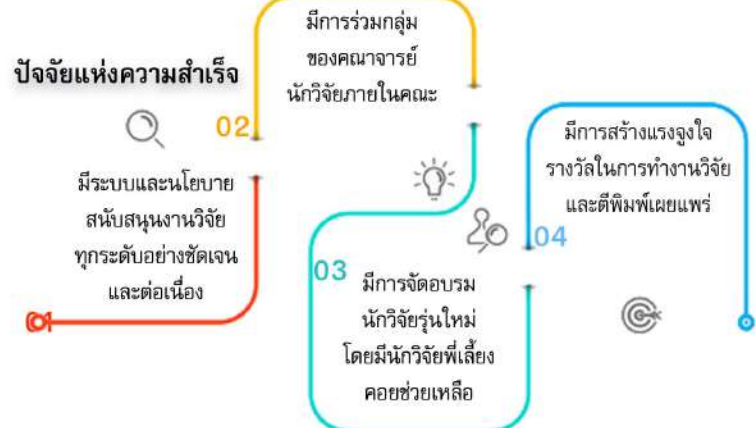 ปัจจัยแห่งความสำเร็จ
01
มีระบบและนโยบาย
สนับสนุนงานวิจัย
ทุกระดับอย่างชัดเจน
และต่อเนื่อง
02
มีการร่วมกลุ่ม
ของคณาจารย์
นักวิจัยภายในคณะ
03
มีการจัดอบรม
นักวิจัยรุ่นใหม่
โดยมีนักวิจัยพี่เลี้ยง
คอยช่วยเหลือ
04
มีการสร้างแรงจูงใจ
รางวัลในการทำงานวิจัย
และตีพิมพ์เผยแพร่